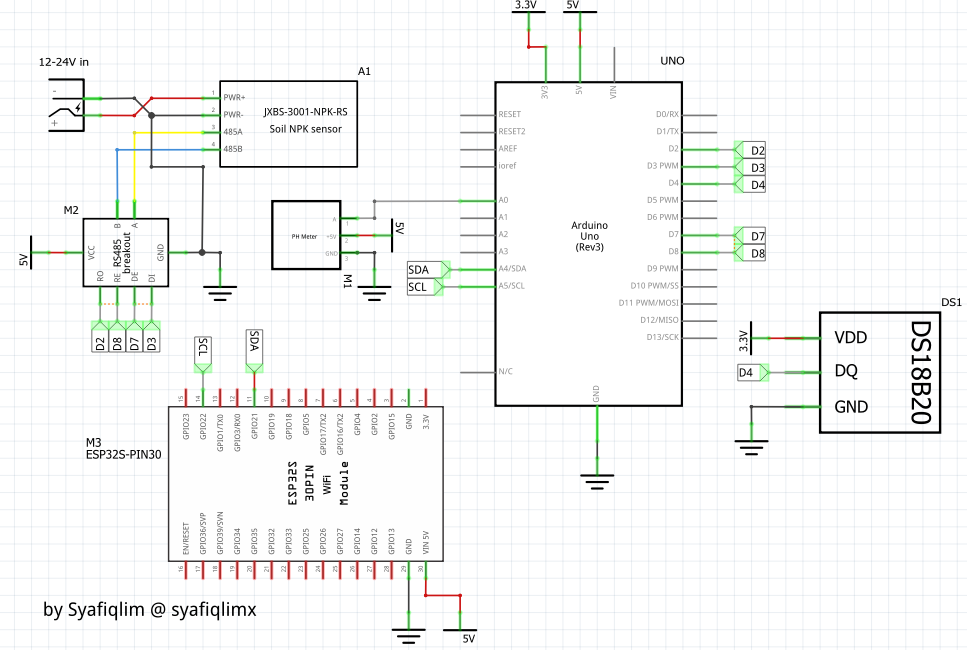 3.3V
5V
12-24V in
-
+
A1
1 PWR+
2 PWR-
3 485A
4 485B
JXBS-3001-NPK-RS
Soil NPK sensor
UNO
3V3
5V
VIN
RESET
RESET2
AREF
ioref
A0
A1
A2
A3
A4/SDA
A5/SCL
N/C
Arduino
Uno
(Rev3)
D0/RX
D1/TX
D2
D3 PWM
D4
D5 PWM
D6 PWM
D7
D8
D9 PWM
D10 PWM/SS
D11 PWM/MOSI
D12/MISO
D13/SCK
GND
D2
D3
D4
D7
D8
M2
B
A
VCC
RS485
breakout
GND
RO
RE
DE
DI
5V
D2
D8
D7
D3
PH Meter
A
+5V
GND
1
2
3
5V
M1
SDA
SCL
DS1
3.3V
D4
VDD
DQ
GND
DS18B20
SCL
SDA
M3
ESP32S-PIN30
15
14
13
12
11
10
9
8
7
6
5
4
3
2
1
GPIO23
GPIO22
GPIO1/TX0
GPIO3/RX0
GPIO21
GPIO19
GPIO18
GPIO5
GPIO17/TX2
GPIO16/TX2
GPIO4
GPIO2
GPIO15
GND
3.3V
ESP32S
30PIN
WiFi
Module
EN/RESET
GPIO36/SVP
GPIO39/SVN
GPIO34
GPIO35
GPIO32
GPIO33
GPIO25
GPIO26
GPIO27
GPIO14
GPIO12
GPIO13
GND
VIN 5V
16
17
18
19
20
21
22
23
24
25
26
27
28
29
30
5V
by Syafiqlim @ syafiqlimx